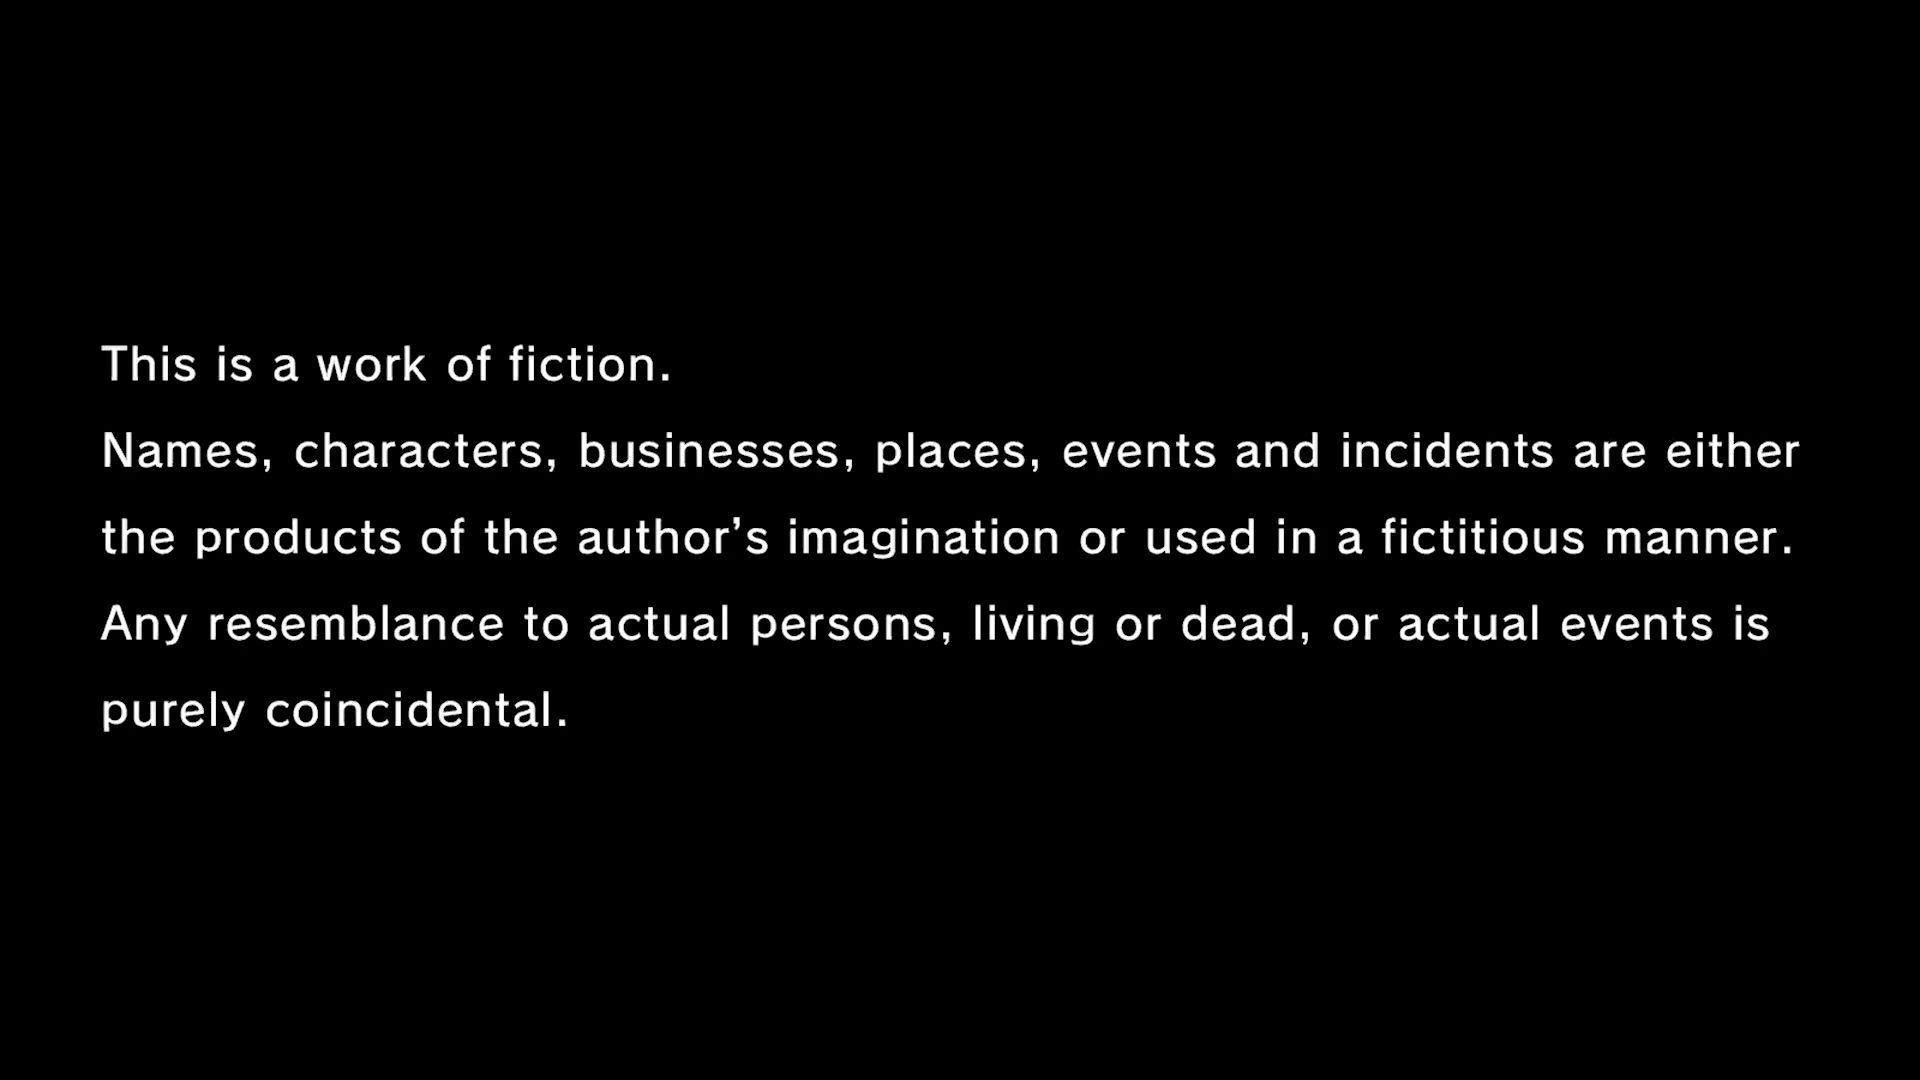 This is a work of fiction.
Names, characters, businesses, places, events and incidents are either
the products of the author’s imagination or used in a fictitious manner.
Any resemblance to actual persons, living or dead, or actual events is
purely coincidental.